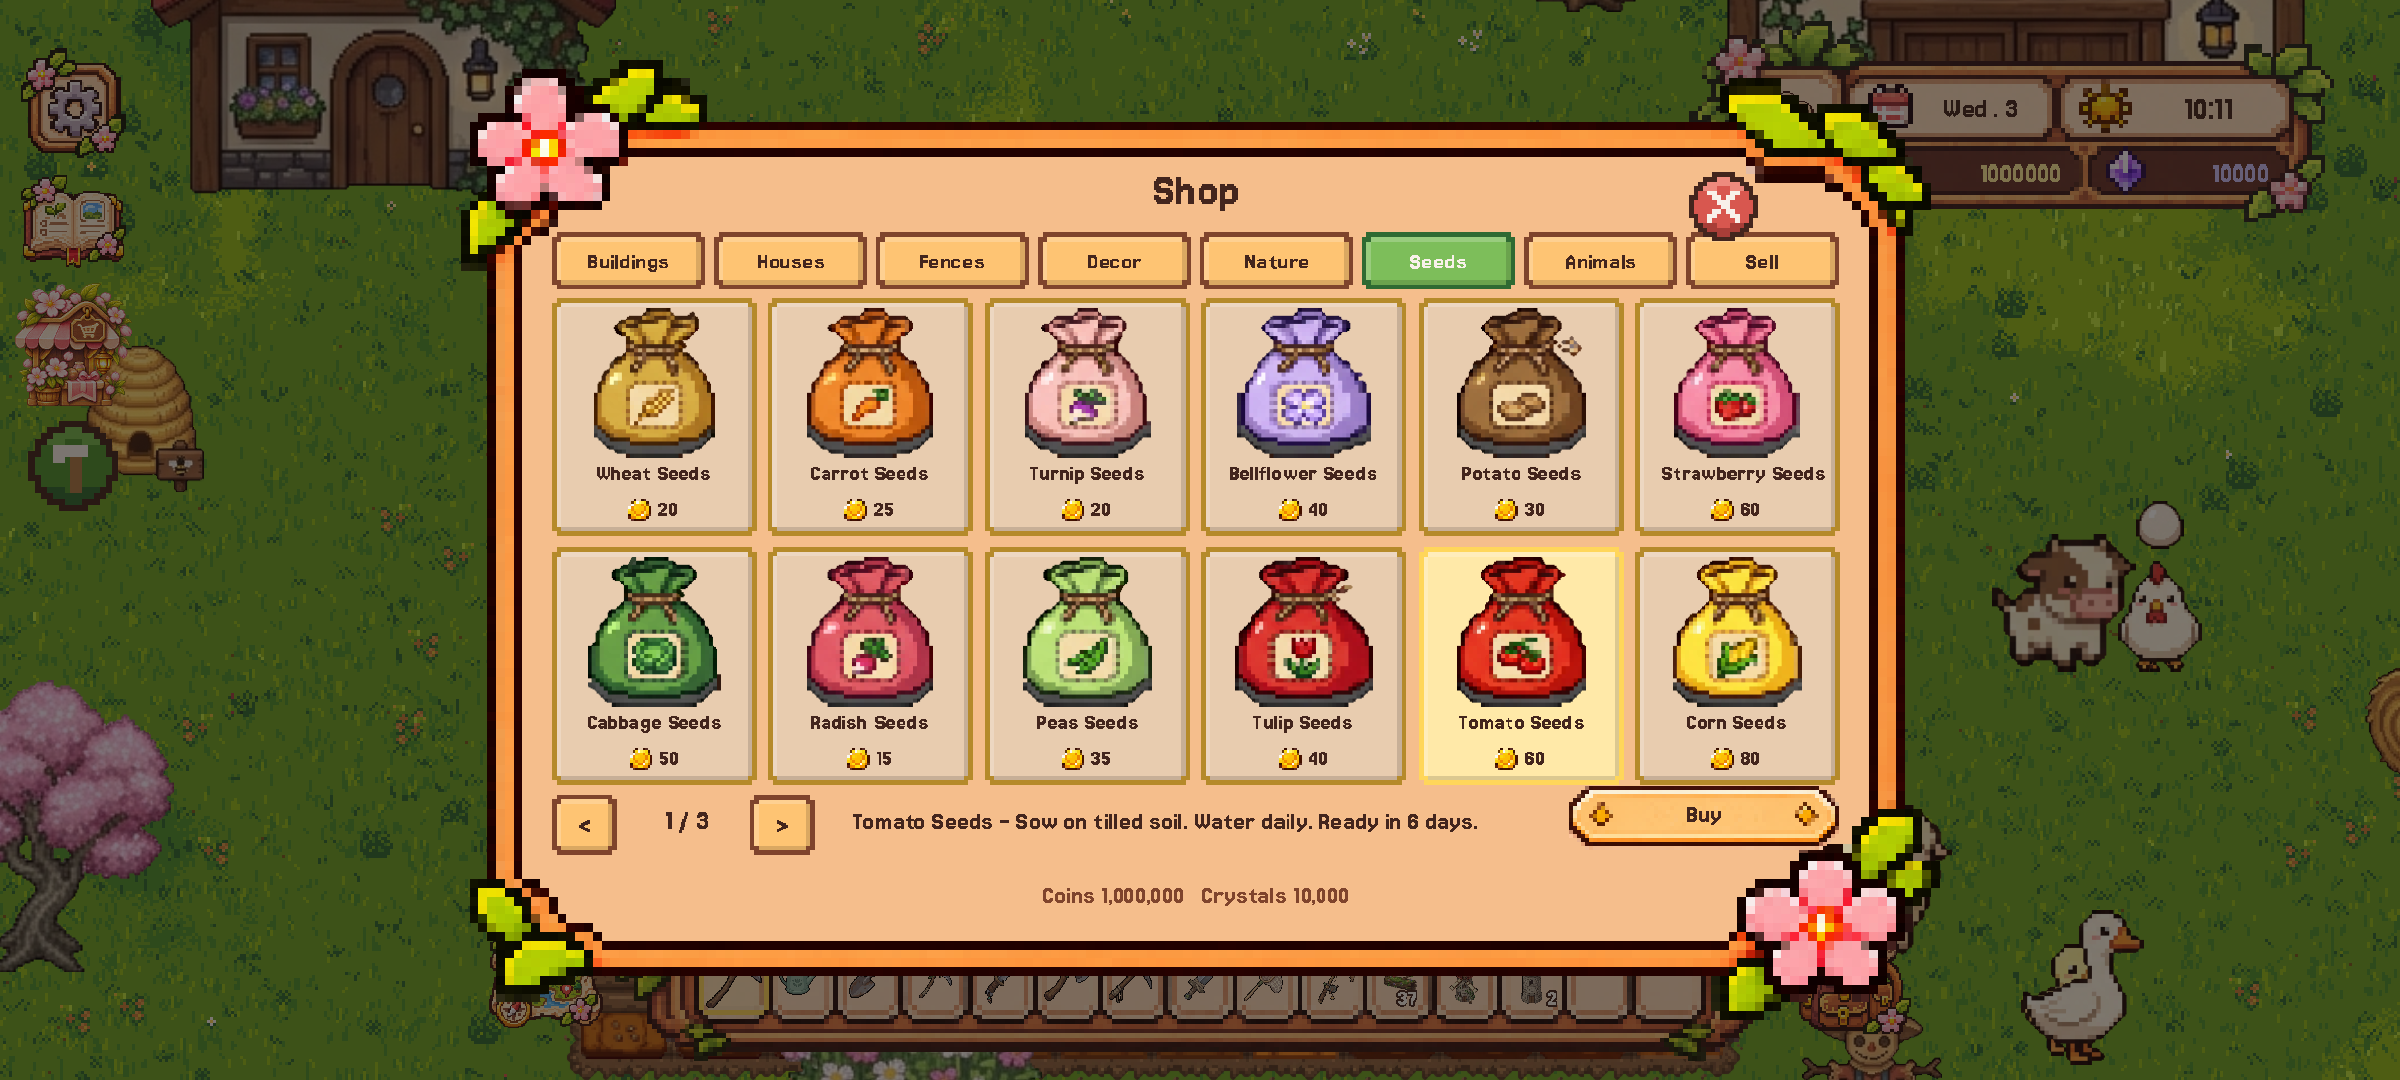 Wed . 3
10:11
1000000
10000
Shop
Buildings
Houses
Fences
Decor
Nature
Seeds
Animals
Sell
Wheat Seeds
20
Carrot Seeds
25
Turnip Seeds
20
Bellflower Seeds
40
Potato Seeds
30
Strawberry Seeds
60
Cabbage Seeds
50
Radish Seeds
15
Peas Seeds
35
Tulip Seeds
40
Tomato Seeds
60
Corn Seeds
80
<
1 / 3
>
Tomato Seeds - Sow on tilled soil. Water daily. Ready in 6 days.
Buy
Coins 1,000,000 Crystals 10,000
37
2